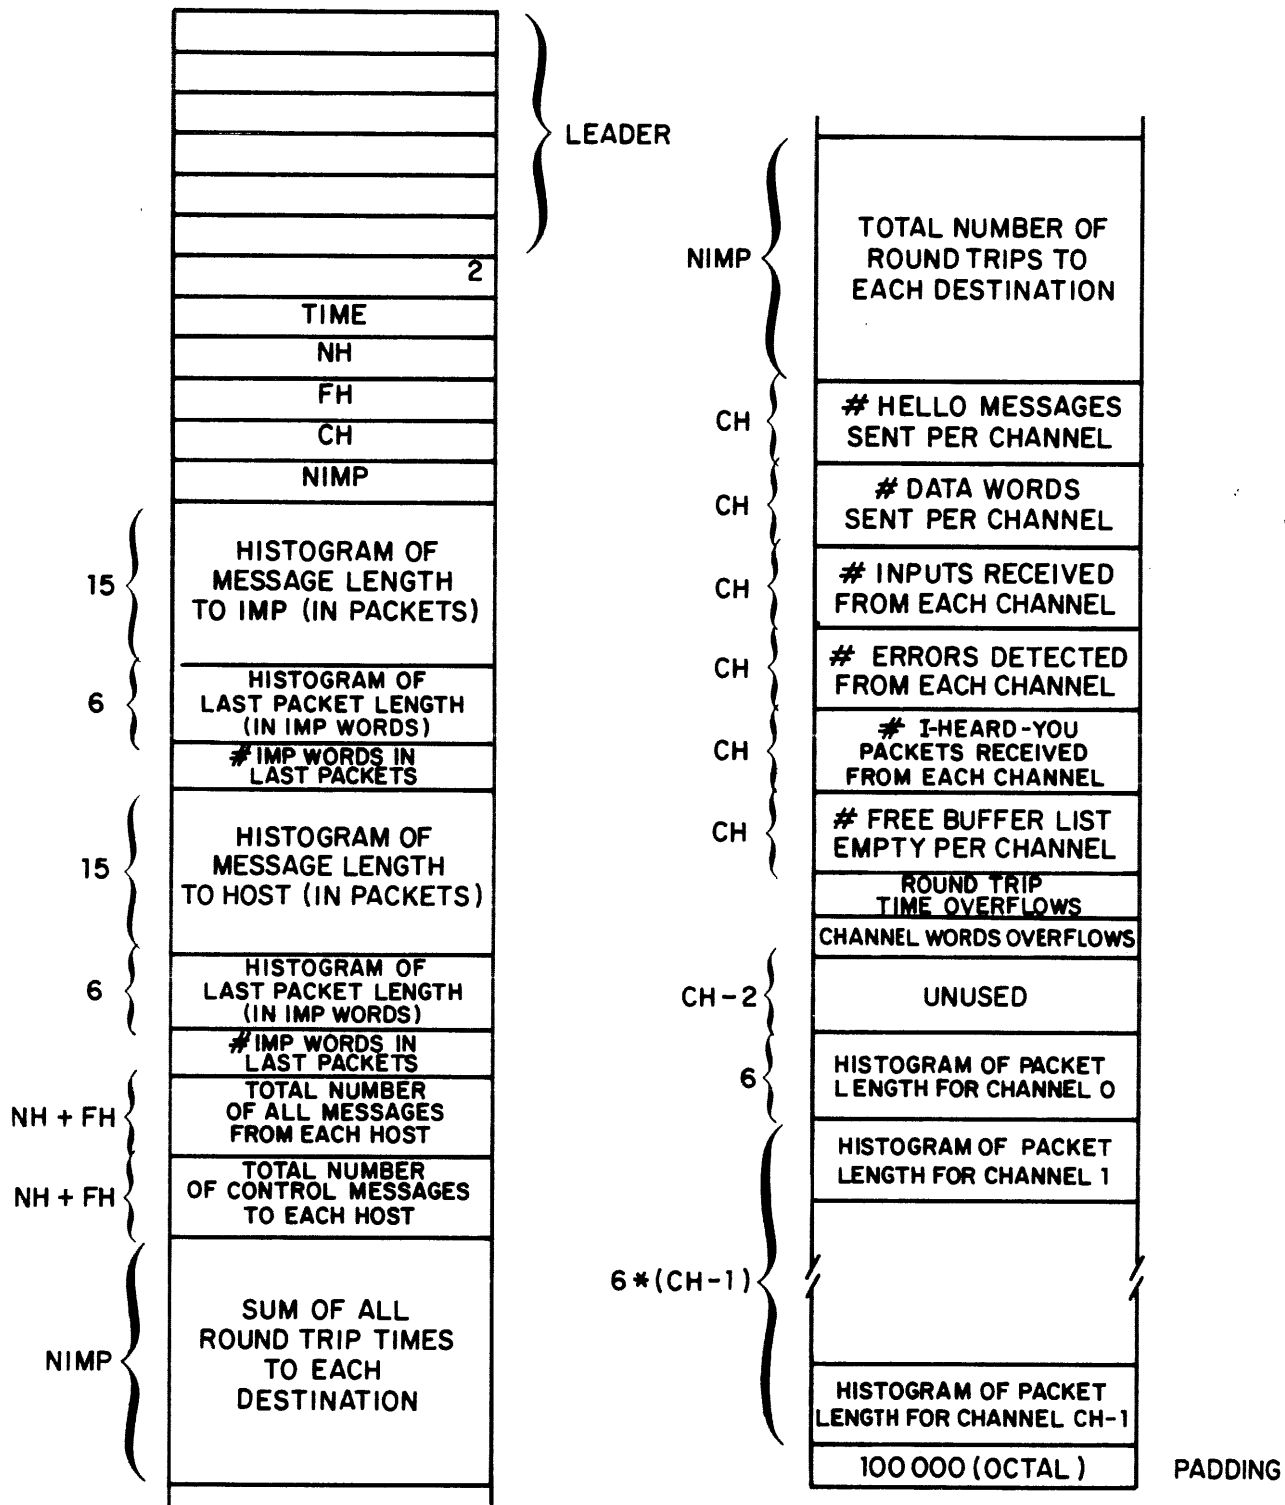 LEADER
2
TIME
NH
FH
CH
NIMP
15
HISTOGRAM OF
MESSAGE LENGTH
TO IMP (IN PACKETS)
6
HISTOGRAM OF
LAST PACKET LENGTH
(IN IMP WORDS)
# IMP WORDS IN
LAST PACKETS
15
HISTOGRAM OF
MESSAGE LENGTH
TO HOST (IN PACKETS)
6
HISTOGRAM OF
LAST PACKET LENGTH
(IN IMP WORDS)
# IMP WORDS IN
LAST PACKETS
NH + FH
TOTAL NUMBER
OF ALL MESSAGES
FROM EACH HOST
NH + FH
TOTAL NUMBER
OF CONTROL MESSAGES
TO EACH HOST
NIMP
SUM OF ALL
ROUND TRIP TIMES
TO EACH
DESTINATION
NIMP
TOTAL NUMBER OF
ROUND TRIPS TO
EACH DESTINATION
CH
# HELLO MESSAGES
SENT PER CHANNEL
CH
# DATA WORDS
SENT PER CHANNEL
CH
# INPUTS RECEIVED
FROM EACH CHANNEL
CH
# ERRORS DETECTED
FROM EACH CHANNEL
CH
# I-HEARD-YOU
PACKETS RECEIVED
FROM EACH CHANNEL
CH
# FREE BUFFER LIST
EMPTY PER CHANNEL
ROUND TRIP
TIME OVERFLOWS
CHANNEL WORDS OVERFLOWS
CH-2
UNUSED
6
HISTOGRAM OF PACKET
LENGTH FOR CHANNEL 0
6*(CH-1)
HISTOGRAM OF PACKET
LENGTH FOR CHANNEL 1
HISTOGRAM OF PACKET
LENGTH FOR CHANNEL CH-1
100 000 (OCTAL)
PADDING